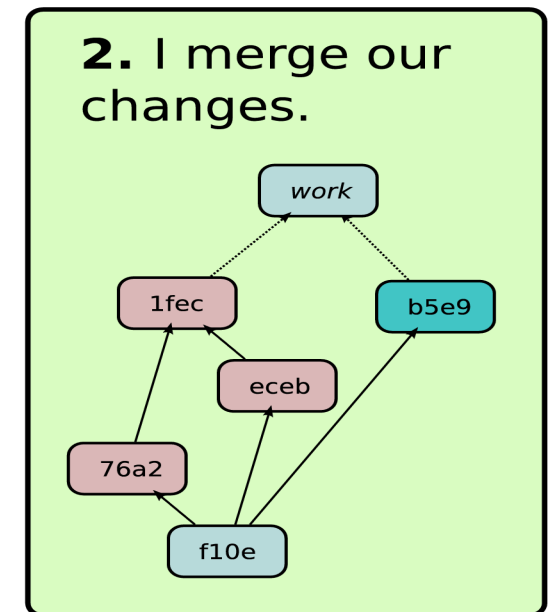 2. I merge our
changes.
work
1fec
b5e9
eceb
76a2
f10e